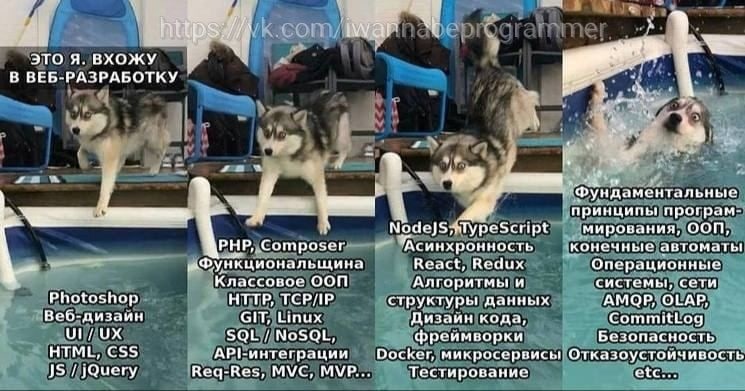 https://vk.com/iwannabeprogrammer
ЭТО Я. ВХОЖУ
В ВЕБ-РАЗРАБОТКУ
Photoshop
Веб-дизайн
UI / UX
HTML, CSS
JS / jQuery
PHP, Composer
Функциональщина
Классовое ООП
HTTP, TCP/IP
GIT, Linux
SQL / NoSQL,
API-интеграции
Req-Res, MVC, MVP...
NodeJS, TypeScript
Асинхронность
React, Redux
Алгоритмы и
структуры данных
Дизайн кода,
фреймворки
Docker, микросервисы
Тестирование
Фундаментальные
принципы програм-
мирования, ООП,
конечные автоматы
Операционные
системы, сети
AMQP, OLAP,
CommitLog
Безопасность
Отказоустойчивость
etc...